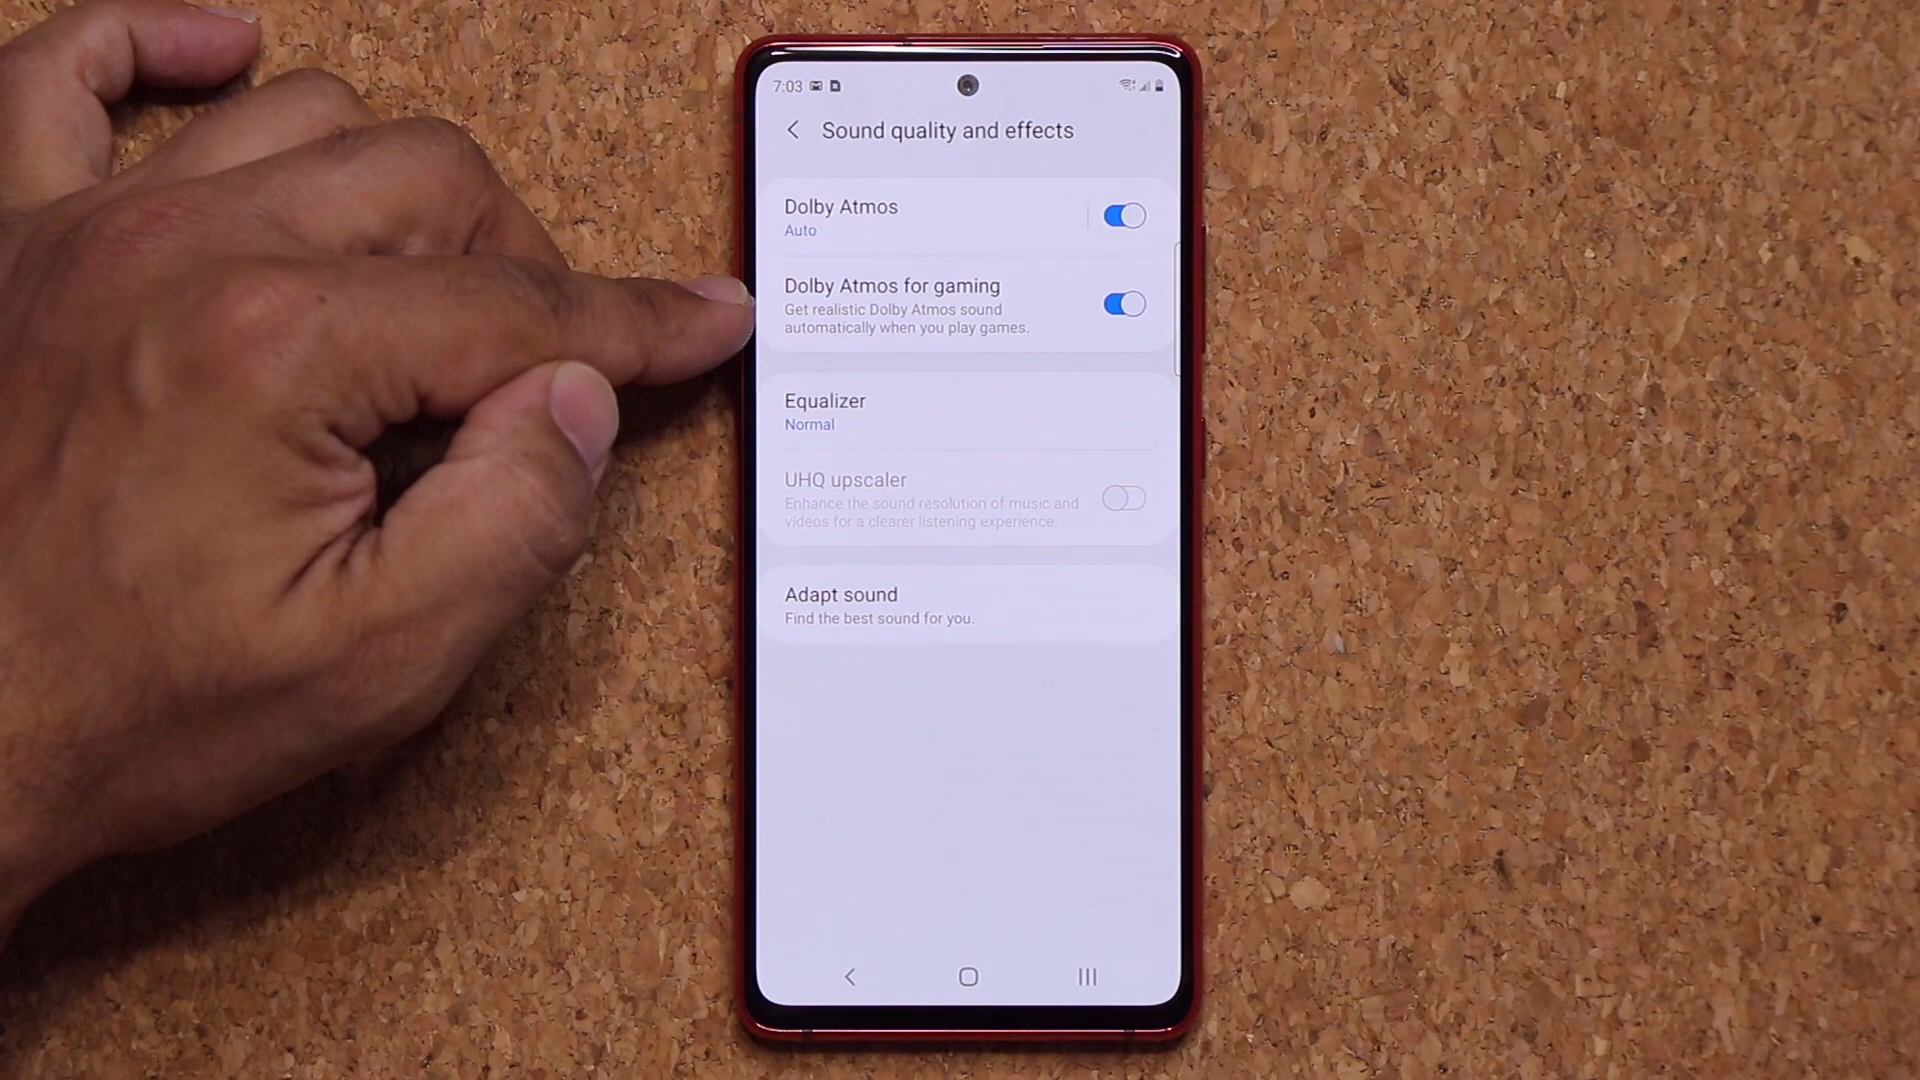 7:03
Sound quality and effects
Dolby Atmos
Auto
Dolby Atmos for gaming
Get realistic Dolby Atmos sound
automatically when you play games.
Equalizer
Normal
UHQ upscaler
Enhance the sound resolution of music and
videos for a clearer listening experience.
Adapt sound
Find the best sound for you.